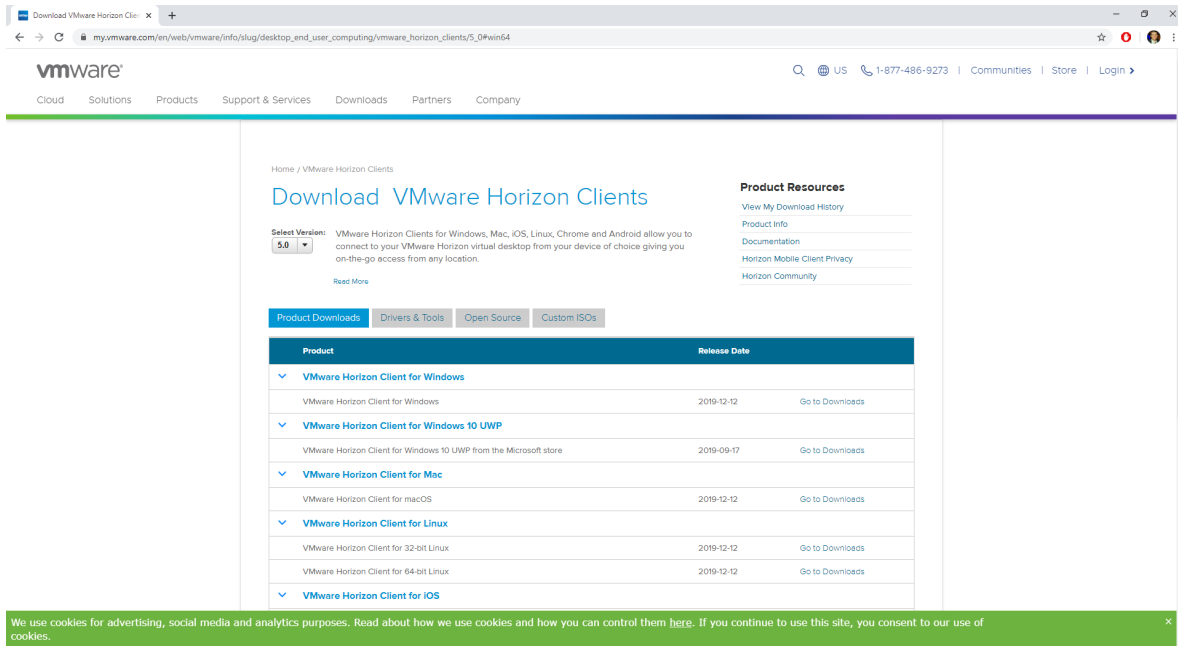 Download VMware Horizon Clie
my.vmware.com/en/web/vmware/info/slug/desktop_end_user_computing/vmware_horizon_clients/5_0#win64
vmware®
US 1-877-486-9273 | Communities | Store | Login >
Cloud Solutions Products Support & Services Downloads Partners Company
Home / VMware Horizon Clients
Download VMware Horizon Clients
Select Version:
5.0
VMware Horizon Clients for Windows, Mac, iOS, Linux, Chrome and Android allow you to
connect to your VMware Horizon virtual desktop from your device of choice giving you
on-the-go access from any location.
Read More
Product Resources
View My Download History
Product Info
Documentation
Horizon Mobile Client Privacy
Horizon Community
Product Downloads Drivers & Tools Open Source Custom ISOs
Product Release Date
VMware Horizon Client for Windows
VMware Horizon Client for Windows 2019-12-12 Go to Downloads
VMware Horizon Client for Windows 10 UWP
VMware Horizon Client for Windows 10 UWP from the Microsoft store 2019-09-17 Go to Downloads
VMware Horizon Client for Mac
VMware Horizon Client for macOS 2019-12-12 Go to Downloads
VMware Horizon Client for Linux
VMware Horizon Client for 32-bit Linux 2019-12-12 Go to Downloads
VMware Horizon Client for 64-bit Linux 2019-12-12 Go to Downloads
VMware Horizon Client for iOS
We use cookies for advertising, social media and analytics purposes. Read about how we use cookies and how you can control them here. If you continue to use this site, you consent to our use of
cookies.